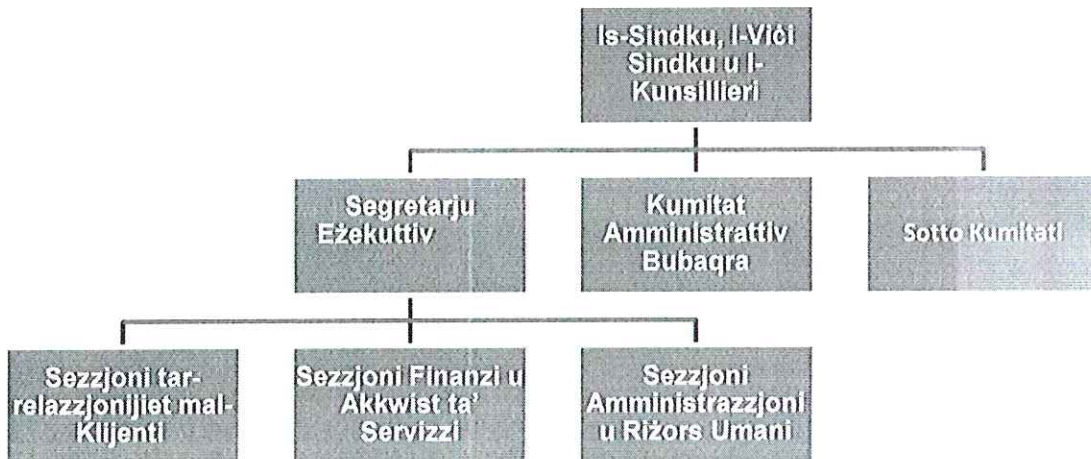 Is-Sindku, l-Viċi
Sindku u l-
Kunsillieri
Segretarju
Eżekuttiv
Kumitat
Amministrattiv
Bubaqra
Sotto Kumitati
Sezzjoni tar-
relazzjonijiet mal-
Klijenti
Sezzjoni Finanzi u
Akkwist ta'
Servizzi
Sezzjoni
Amministrazzjoni
u Riżors Umani